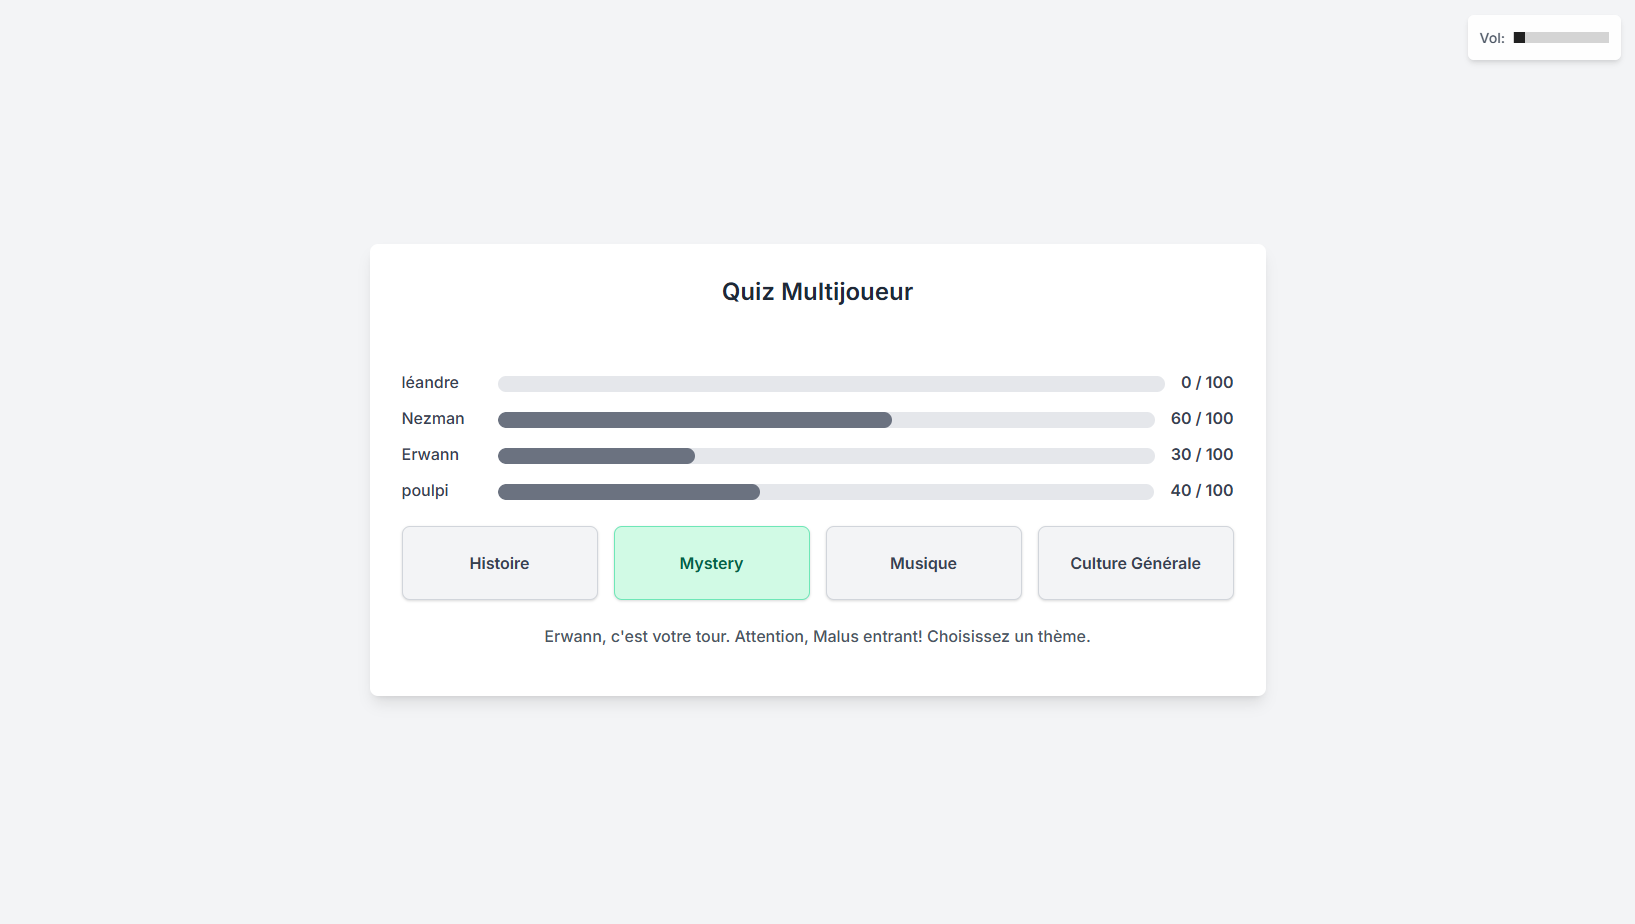 Vol:
Quiz Multijoueur
léandre 0 / 100
Nezman 60 / 100
Erwann 30 / 100
poulpi 40 / 100
Histoire Mystery Musique Culture Générale
Erwann, c'est votre tour. Attention, Malus entrant! Choisissez un thème.